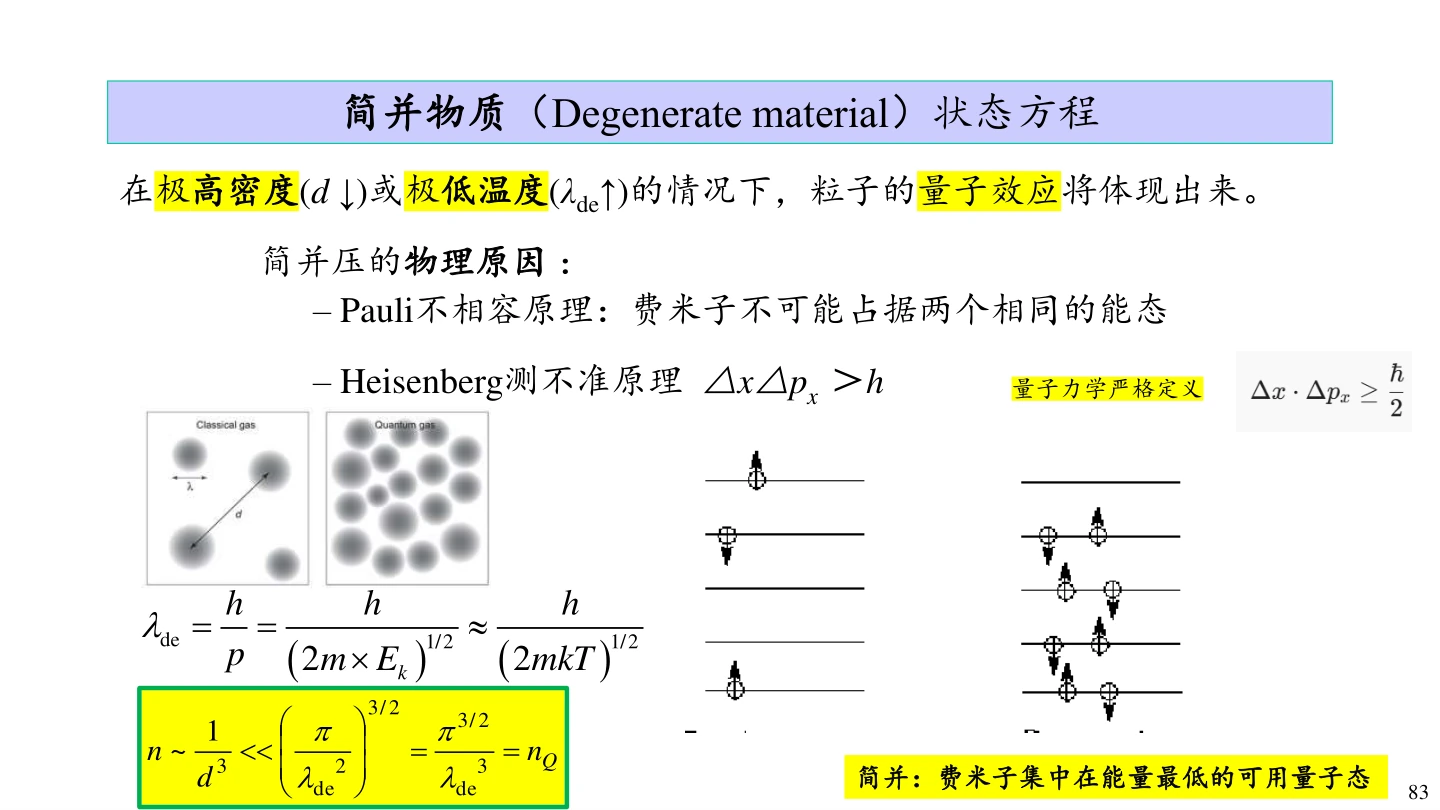 简并物质（Degenerate material）状态方程
在极高密度(d ↓)或极低温度(λde↑)的情况下，粒子的量子效应将体现出来。
简并压的物理原因：
– Pauli不相容原理：费米子不可能占据两个相同的能态
– Heisenberg测不准原理 △x△px ＞h
量子力学严格定义
Δx · Δpx ≥ ħ/2
Classical gas
λ
d
Quantum gas
λde = h/p = h/(2m × Ek)^1/2 ≈ h/(2mkT)^1/2
n ~ 1/d^3 << (π/λde^2)^3/2 = π^3/2/λde^3 = nQ
简并：费米子集中在能量最低的可用量子态
83